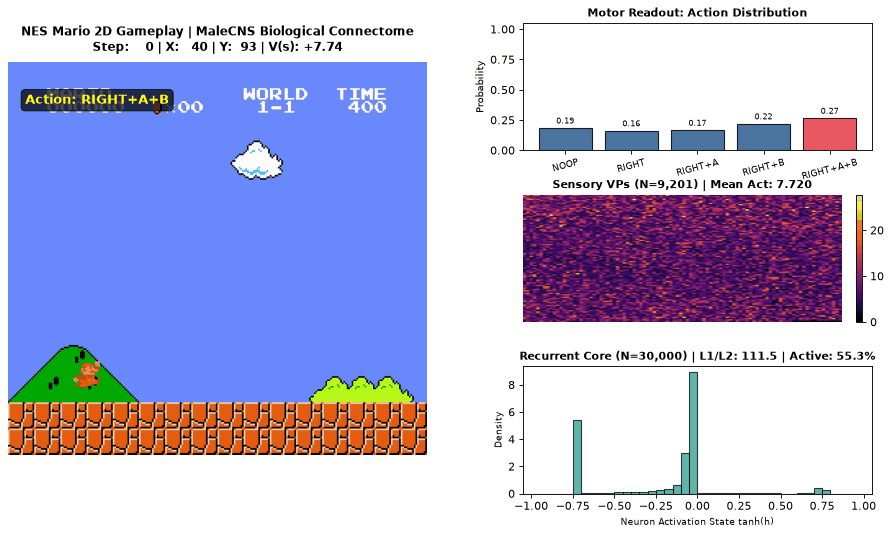 NES Mario 2D Gameplay | MaleCNS Biological Connectome
Step: 0 | X: 40 | Y: 93 | V(s): +7.74
Action: RIGHT+A+B
WORLD TIME
00 1-1 400
Motor Readout: Action Distribution
Probability
1.00
0.75
0.50
0.25
0.00
0.19 0.16 0.17 0.22 0.27
NOOP RIGHT RIGHT+A RIGHT+B RIGHT+A+B
Sensory VPs (N=9,201) | Mean Act: 7.720
20
10
0
Recurrent Core (N=30,000) | L1/L2: 111.5 | Active: 55.3%
Density
8
6
4
2
0
−1.00 −0.75 −0.50 −0.25 0.00 0.25 0.50 0.75 1.00
Neuron Activation State tanh(h)